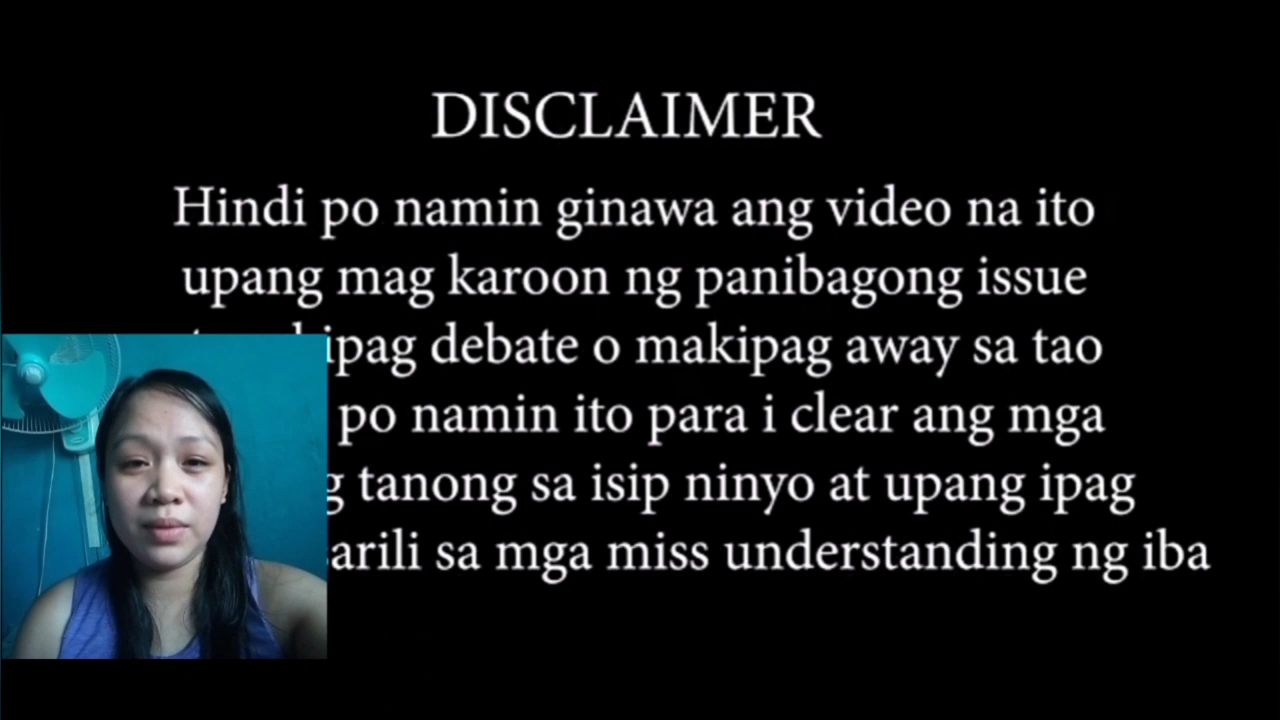 DISCLAIMER
Hindi po namin ginawa ang video na ito
upang mag karoon ng panibagong issue
debate o makipag away sa tao
po namin ito para i clear ang mga
tanong sa isip ninyo at upang ipag
sa mga miss understanding ng iba